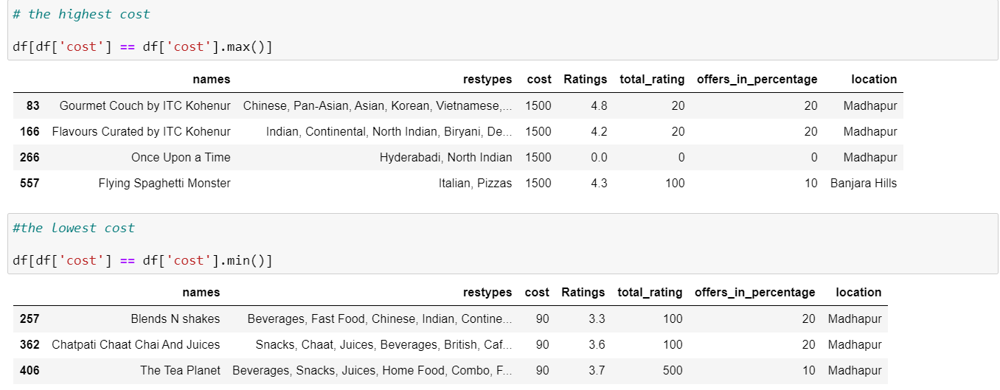 # the highest cost
df[df['cost'] == df['cost'].max()]
names restypes cost Ratings total_rating offers_in_percentage location
83 Gourmet Couch by ITC Kohenur Chinese, Pan-Asian, Asian, Korean, Vietnamese,... 1500 4.8 20 20 Madhapur
166 Flavours Curated by ITC Kohenur Indian, Continental, North Indian, Biryani, De... 1500 4.2 20 20 Madhapur
266 Once Upon a Time Hyderabadi, North Indian 1500 0.0 0 0 Madhapur
557 Flying Spaghetti Monster Italian, Pizzas 1500 4.3 100 10 Banjara Hills
#the lowest cost
df[df['cost'] == df['cost'].min()]
names restypes cost Ratings total_rating offers_in_percentage location
257 Blends N shakes Beverages, Fast Food, Chinese, Indian, Contine... 90 3.3 100 20 Madhapur
362 Chatpati Chaat Chai And Juices Snacks, Chaat, Juices, Beverages, British, Caf... 90 3.6 100 20 Madhapur
406 The Tea Planet Beverages, Snacks, Juices, Home Food, Combo, F... 90 3.7 500 10 Madhapur